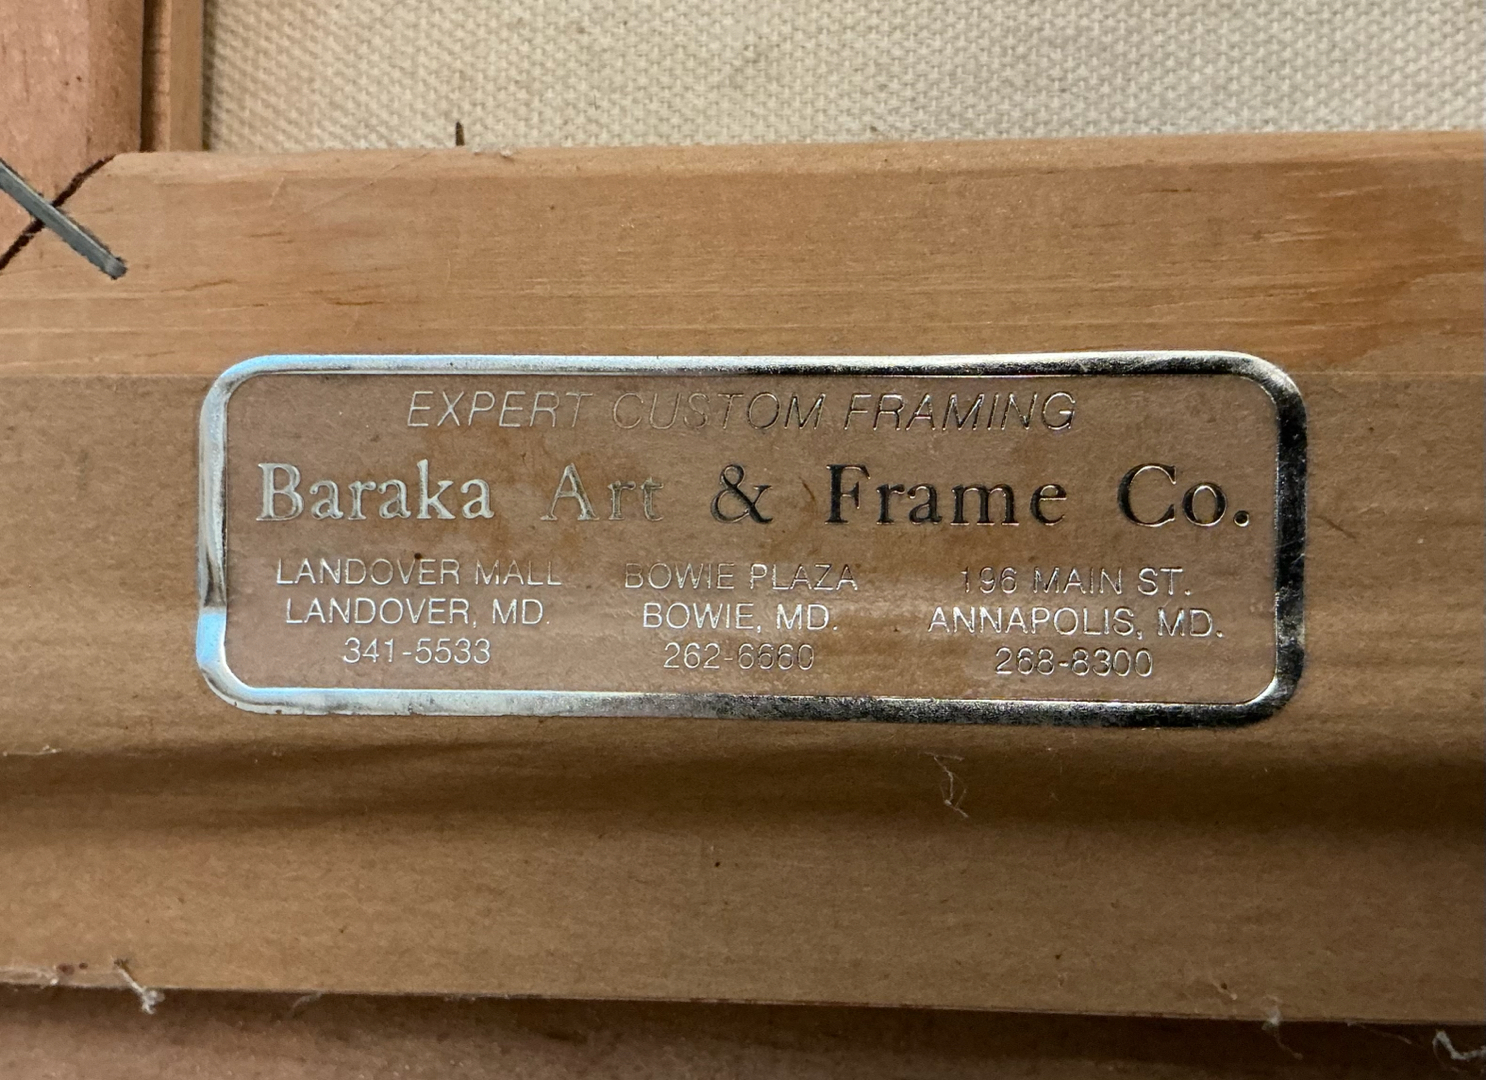 EXPERT CUSTOM FRAMING
Baraka Art & Frame Co.
LANDOVER MALL
LANDOVER, MD.
341-5533
BOWIE PLAZA
BOWIE, MD.
262-6660
196 MAIN ST.
ANNAPOLIS, MD.
268-8300